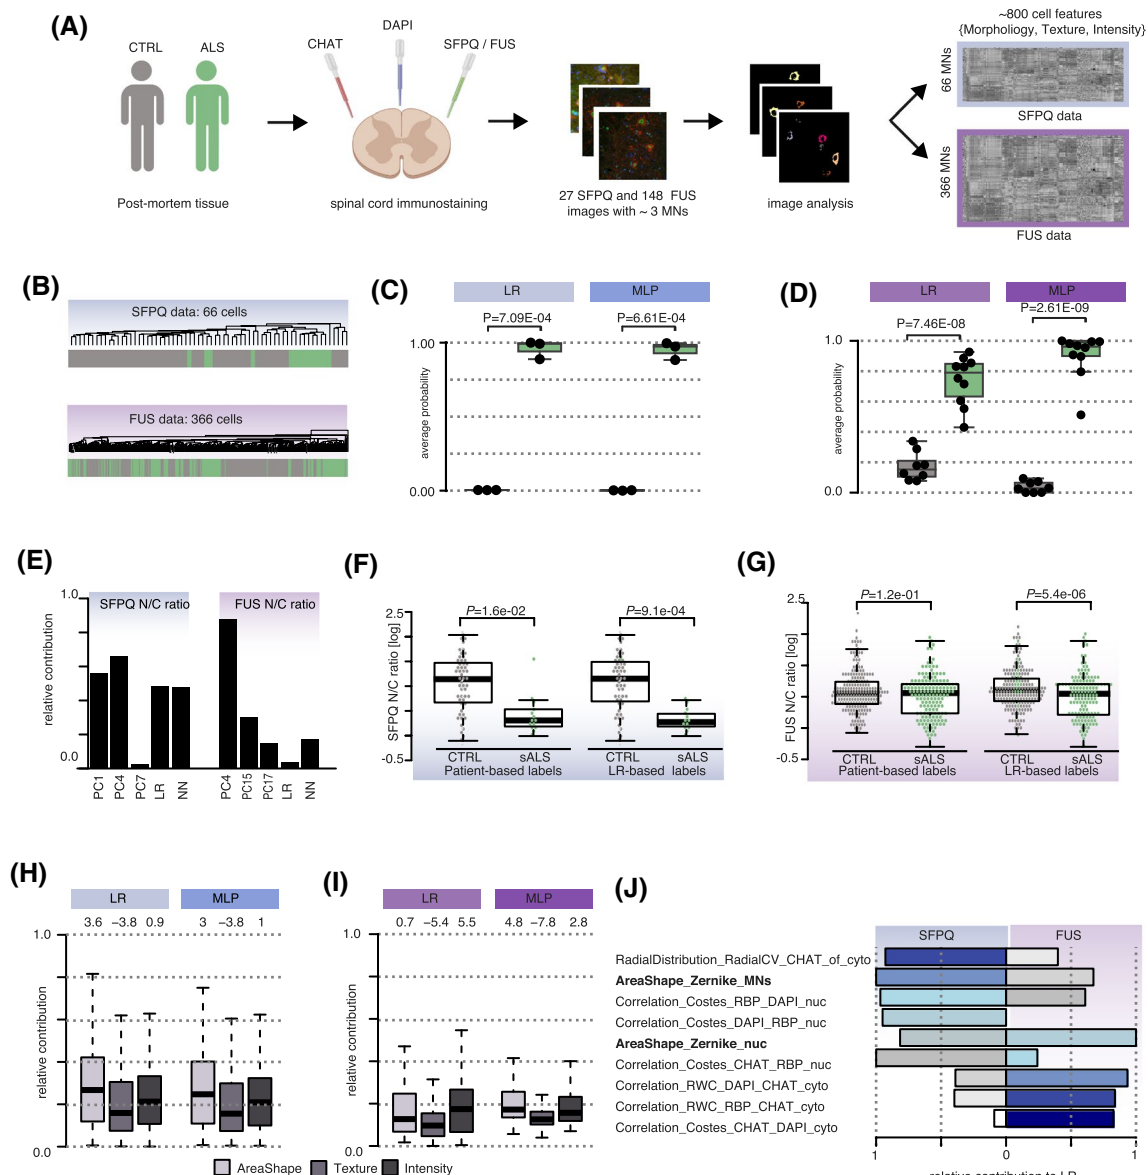 (A)
CTRL ALS
CHAT
DAPI
SFPQ / FUS
~800 cell features
{Morphology, Texture, Intensity}
66 MNs
SFPQ data
366 MNs
FUS data
Post-mortem tissue
spinal cord immunostaining
27 SFPQ and 148 FUS
images with ~ 3 MNs
image analysis
(B)
SFPQ data: 66 cells
FUS data: 366 cells
(C)
LR MLP
P=7.09E-04 P=6.61E-04
average probability
1.00
0.00
(D)
LR MLP
P=7.46E-08 P=2.61E-09
average probability
1.0
0.0
(E)
relative contribution
1.0
0.0
SFPQ N/C ratio FUS N/C ratio
PC1 PC4 PC7 LR NN PC4 PC15 PC17 LR NN
(F)
SFPQ N/C ratio [log]
2.5
-0.5
P=1.6e-02 P=9.1e-04
CTRL sALS CTRL sALS
Patient-based labels LR-based labels
(G)
FUS N/C ratio [log]
2.5
-0.5
P=1.2e-01 P=5.4e-06
CTRL sALS CTRL sALS
Patient-based labels LR-based labels
(H)
LR MLP
3.6 −3.8 0.9 3 −3.8 1
relative contribution
1.0
0.0
(I)
LR MLP
0.7 −5.4 5.5 4.8 −7.8 2.8
relative contribution
1.0
0.0
AreaShape Texture Intensity
(J)
SFPQ FUS
RadialDistribution_RadialCV_CHAT_of_cyto
AreaShape_Zernike_MNs
Correlation_Costes_RBP_DAPI_nuc
Correlation_Costes_DAPI_RBP_nuc
AreaShape_Zernike_nuc
Correlation_Costes_CHAT_RBP_nuc
Correlation_RWC_DAPI_CHAT_cyto
Correlation_RWC_RBP_CHAT_cyto
Correlation_Costes_CHAT_DAPI_cyto
1 0 1
relative contribution to LR